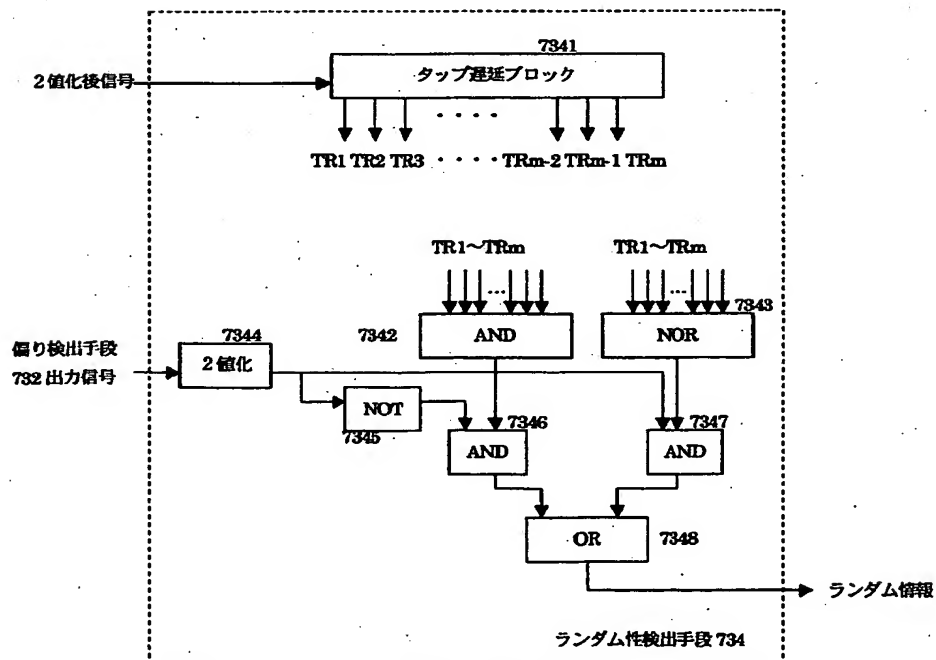 7341
2値化後信号
タップ遅延ブロック
TR1 TR2 TR3 ・・・・ TRm-2 TRm-1 TRm
TR1～TRm
TR1～TRm
7343
7342
AND
NOR
7344
偏り検出手段
732 出力信号
2値化
NOT
7345
7346
AND
7347
AND
OR
7348
ランダム情報
ランダム性検出手段 734